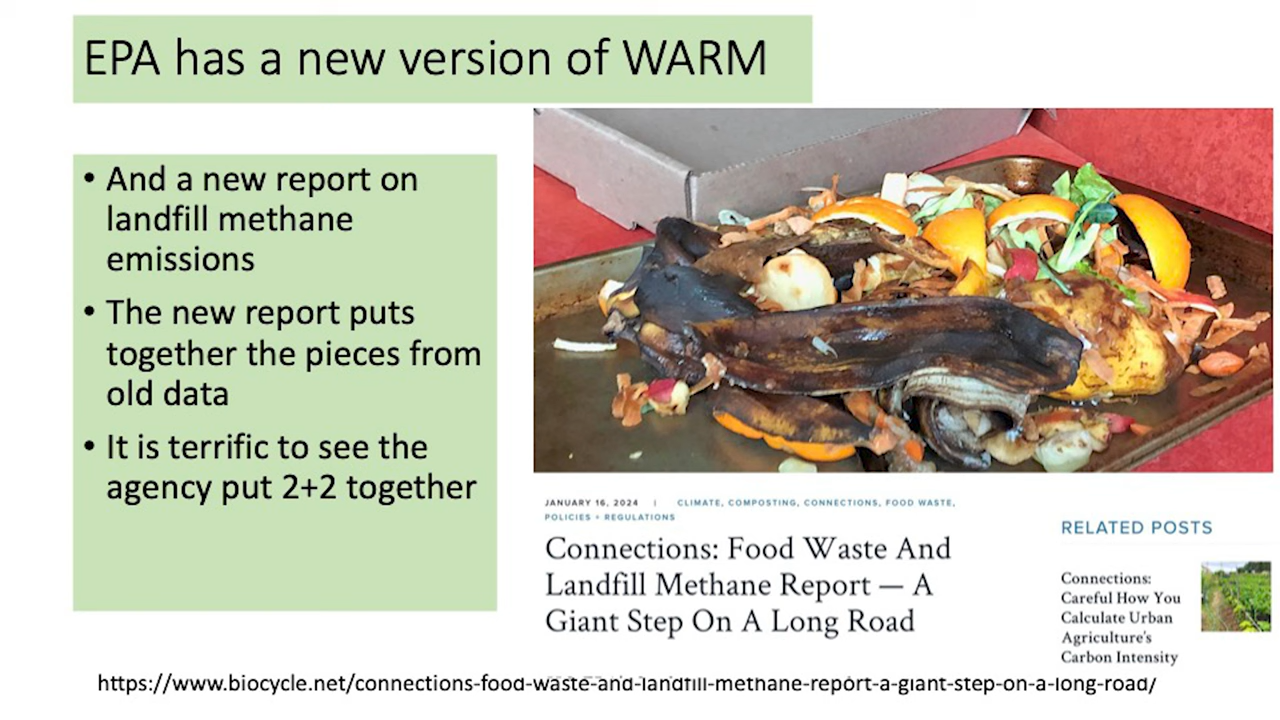 EPA has a new version of WARM
• And a new report on
landfill methane
emissions
• The new report puts
together the pieces from
old data
• It is terrific to see the
agency put 2+2 together
JANUARY 16, 2024 | CLIMATE, COMPOSTING, CONNECTIONS, FOOD WASTE,
POLICIES + REGULATIONS
Connections: Food Waste And
Landfill Methane Report — A
Giant Step On A Long Road
RELATED POSTS
Connections:
Careful How You
Calculate Urban
Agriculture's
Carbon Intensity
https://www.biocycle.net/connections-food-waste-and-landfill-methane-report-a-giant-step-on-a-long-road/